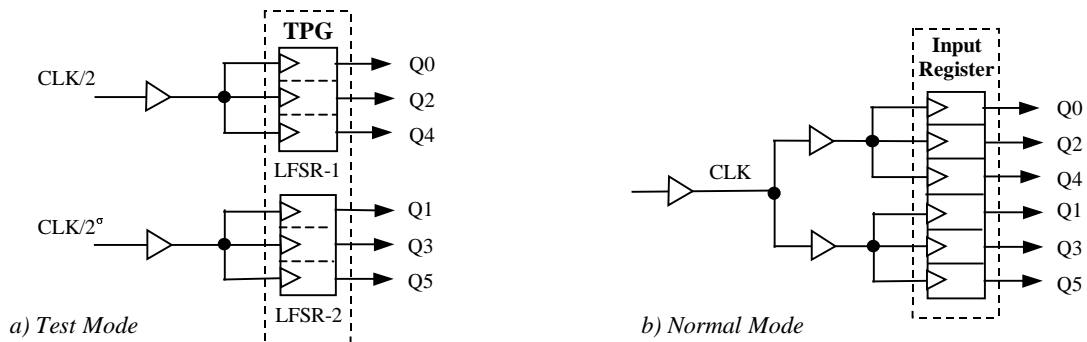 TPG
CLK/2
Q0
Q2
Q4
LFSR-1
CLK/2σ
Q1
Q3
Q5
LFSR-2
a) Test Mode
Input
Register
CLK
Q0
Q2
Q4
Q1
Q3
Q5
b) Normal Mode